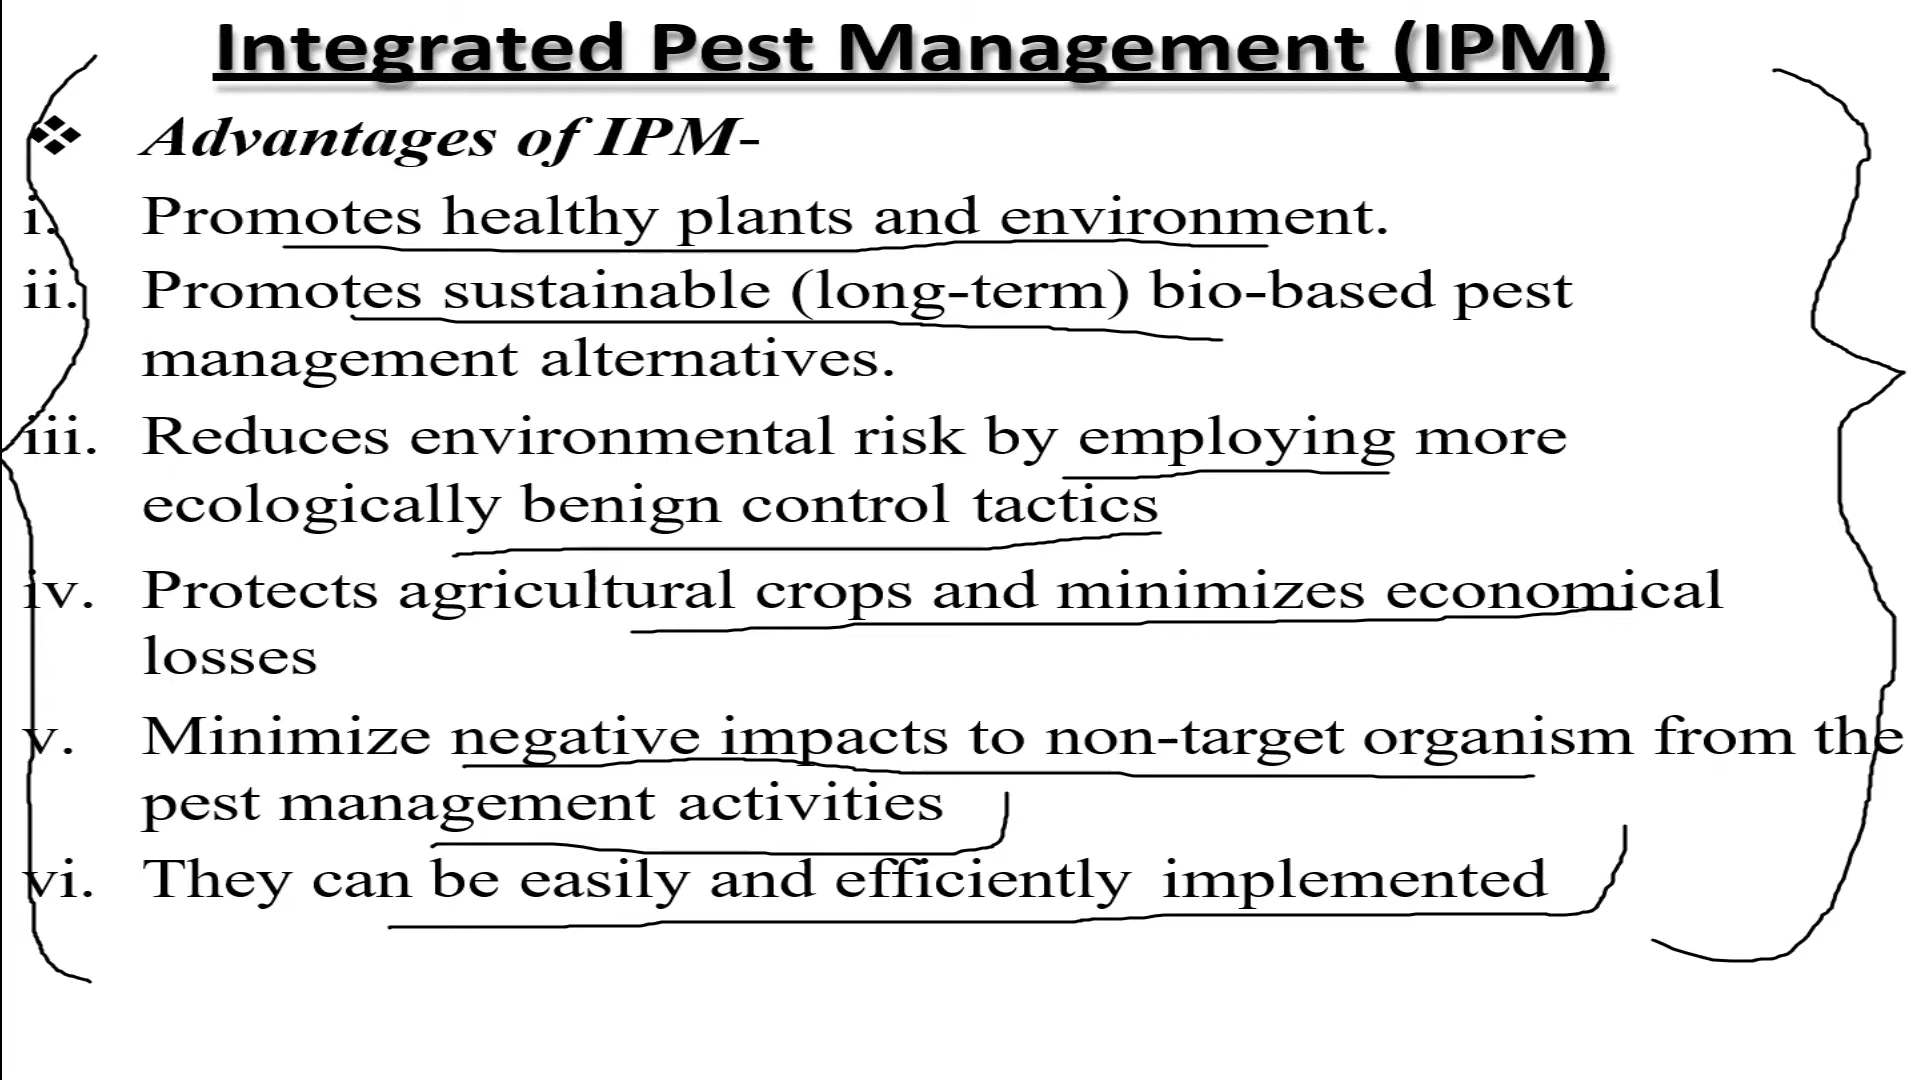 Integrated Pest Management (IPM)
❖ Advantages of IPM-
i. Promotes healthy plants and environment.
ii. Promotes sustainable (long-term) bio-based pest
management alternatives.
iii. Reduces environmental risk by employing more
ecologically benign control tactics
iv. Protects agricultural crops and minimizes economical
losses
v. Minimize negative impacts to non-target organism from the
pest management activities
vi. They can be easily and efficiently implemented